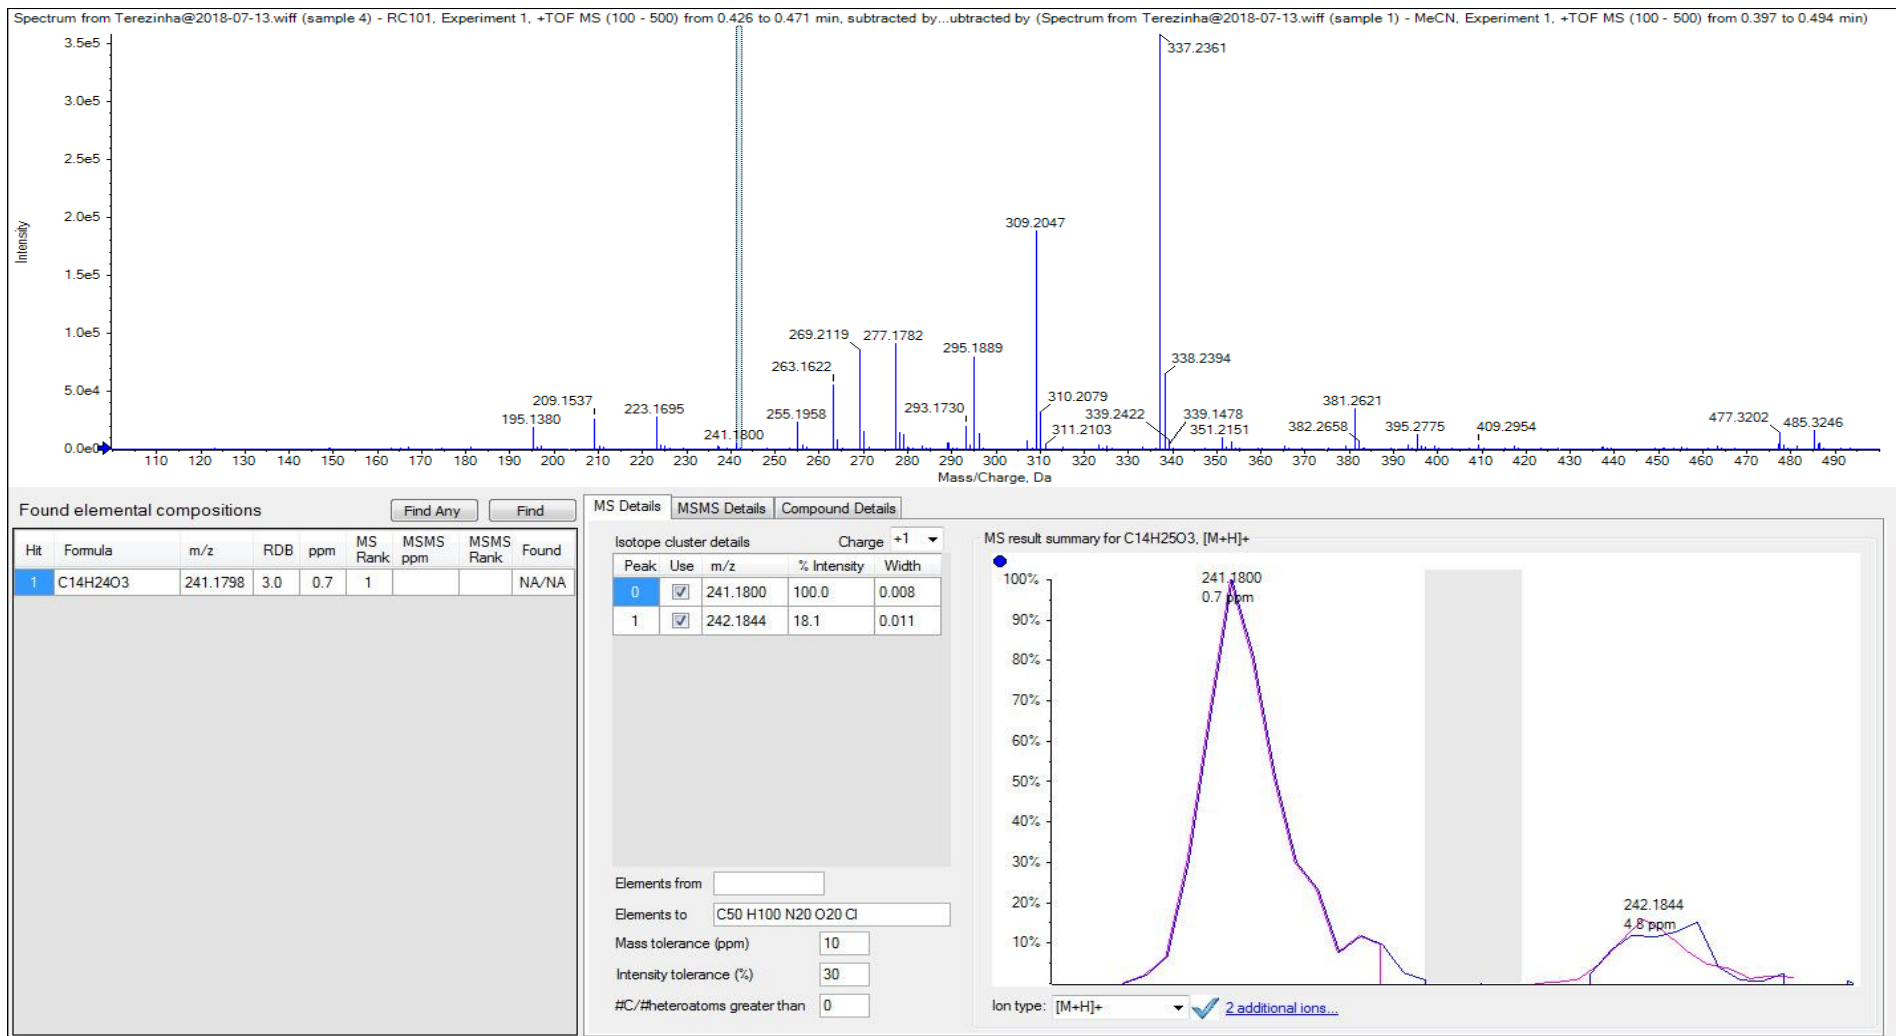 Spectrum from Terezinha@2018-07-13.wiff (sample 4) - RC101, Experiment 1, +TOF MS (100 - 500) from 0.426 to 0.471 min, subtracted by...ubtracted by (Spectrum from Terezinha@2018-07-13.wiff (sample 1) - MeCN, Experiment 1, +TOF MS (100 - 500) from 0.397 to 0.494 min)
3.5e5
337.2361
3.0e5
2.5e5
2.0e5
Intensity
309.2047
1.5e5
1.0e5
269.2119 277.1782
295.1889
263.1622
338.2394
5.0e4
209.1537
310.2079
381.2621
195.1380 223.1695 255.1958 293.1730 339.2422 339.1478
241.1800 311.2103 351.2151 382.2658 395.2775 409.2954 477.3202 485.3246
0.0e0
110 120 130 140 150 160 170 180 190 200 210 220 230 240 250 260 270 280 290 300 310 320 330 340 350 360 370 380 390 400 410 420 430 440 450 460 470 480 490
Mass/Charge, Da
Found elemental compositions Find Any Find
Hit Formula m/z RDB ppm MS Rank MSMS ppm MSMS Rank Found
1 C14H24O3 241.1798 3.0 0.7 1 NA/NA
MS Details MSMS Details Compound Details
Isotope cluster details Charge +1
Peak Use m/z % Intensity Width
0 241.1800 100.0 0.008
1 242.1844 18.1 0.011
Elements from
Elements to C50 H100 N20 O20 Cl
Mass tolerance (ppm) 10
Intensity tolerance (%) 30
#C/#heteroatoms greater than 0
MS result summary for C14H25O3, [M+H]+
100%
241.1800
0.7 ppm
90%
80%
70%
60%
50%
40%
30%
20%
242.1844
4.8 ppm
10%
Ion type: [M+H]+ 2 additional ions...